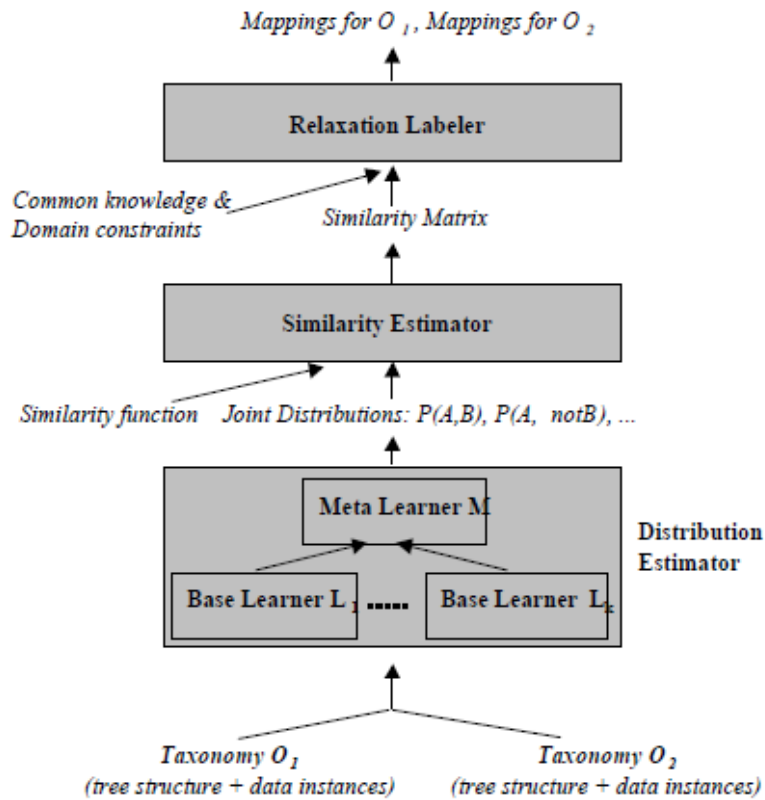 Mappings for O 1 , Mappings for O 2
Relaxation Labeler
Common knowledge &
Domain constraints
Similarity Matrix
Similarity Estimator
Similarity function Joint Distributions: P(A,B), P(A, notB), ...
Meta Learner M
Distribution
Estimator
Base Learner L 1 ...... Base Learner L k
Taxonomy O 1 Taxonomy O 2
(tree structure + data instances) (tree structure + data instances)